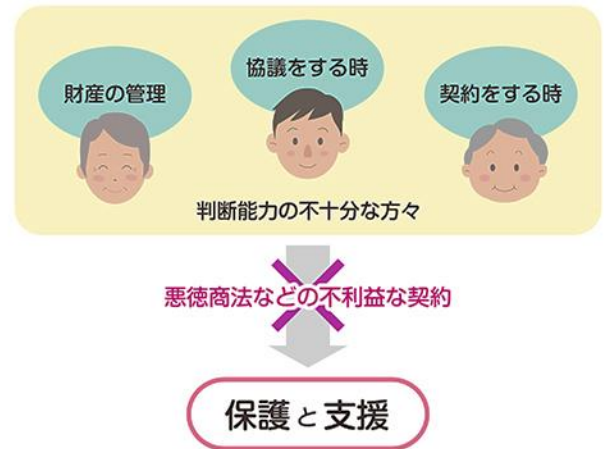 財産の管理
協議をする時
契約をする時
判断能力の不十分な方々
悪徳商法などの不利益な契約
保護と支援